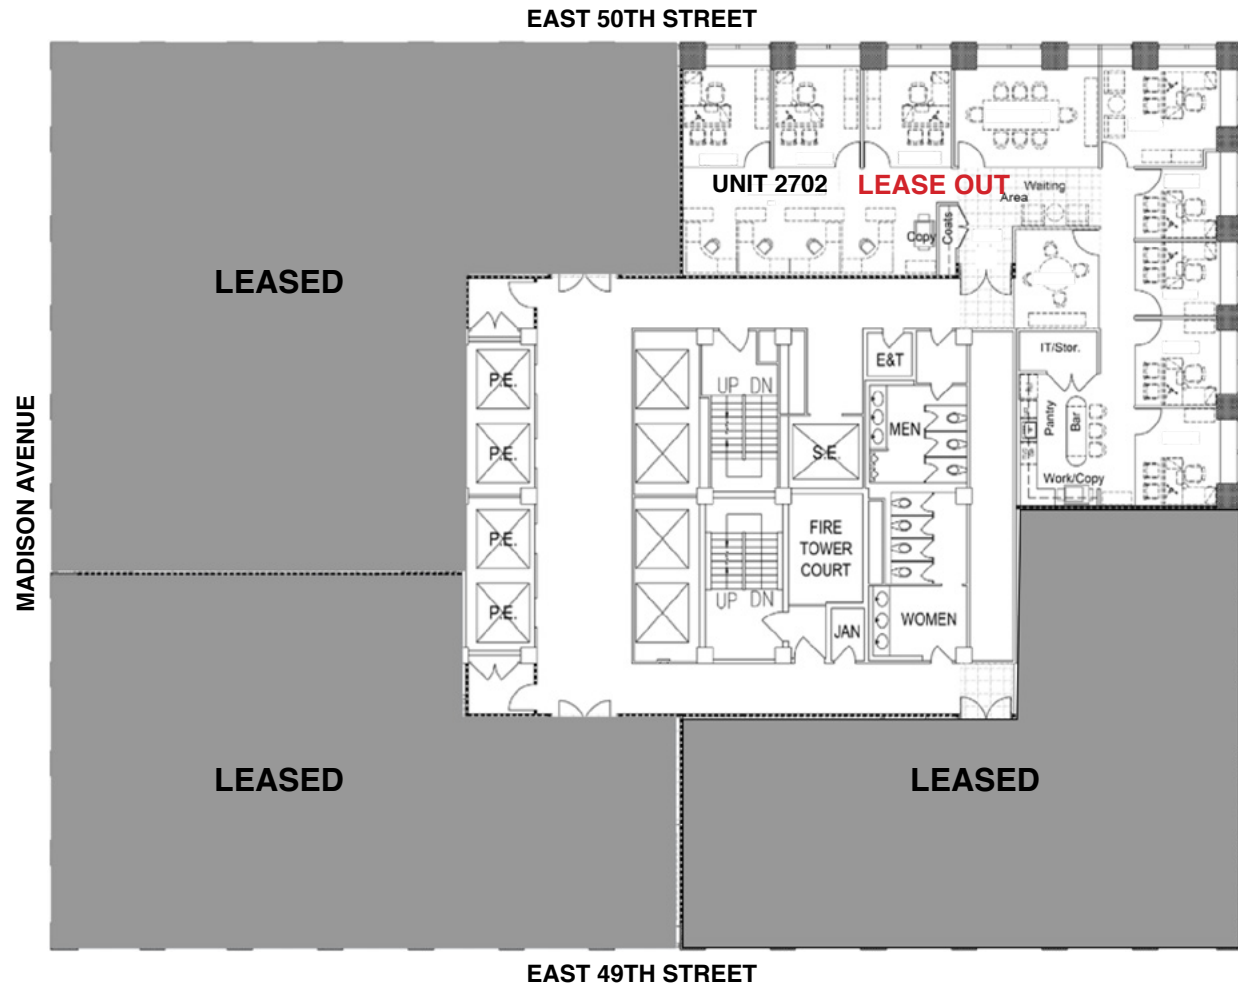 EAST 50TH STREET
UNIT 2702
LEASE OUT
Waiting
Area
Copy
Coats
LEASED
IT/Stor.
E&T
P.E.
UP DN
MEN
Pantry
Bar
MADISON AVENUE
P.E.
S.E.
Work/Copy
P.E.
FIRE
TOWER
COURT
P.E.
UP DN
JAN
WOMEN
LEASED
LEASED
EAST 49TH STREET